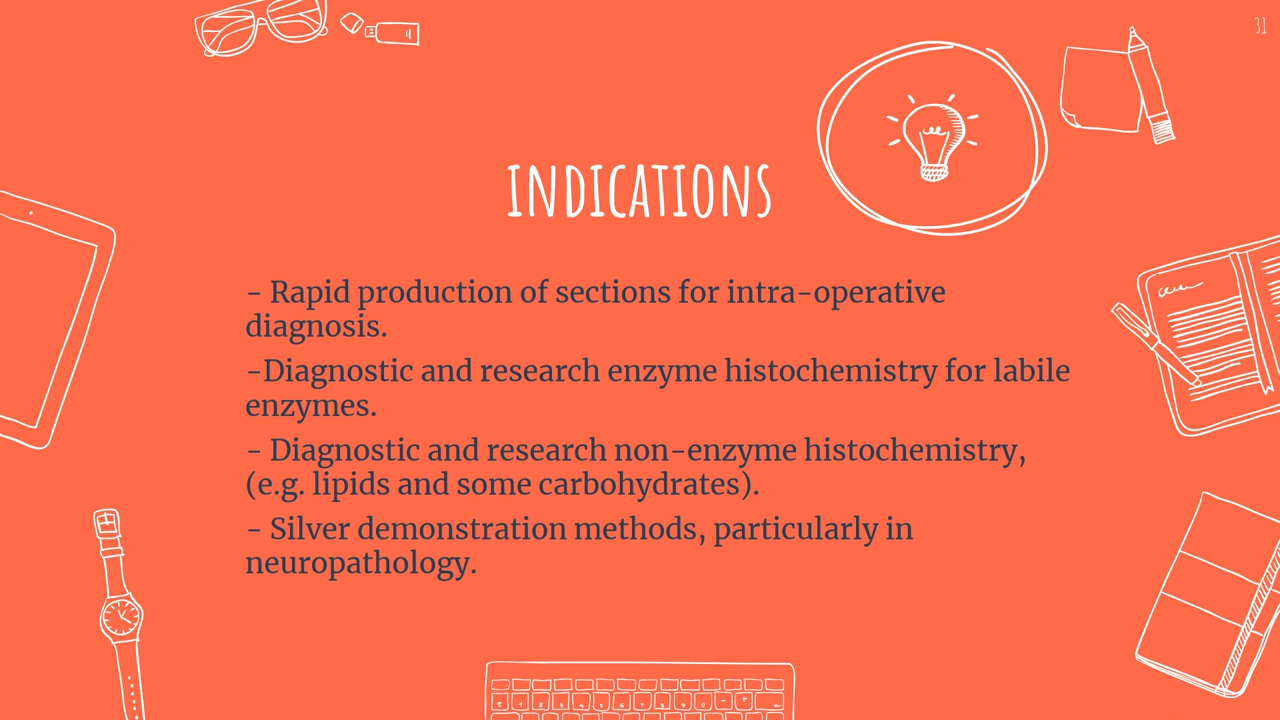 31
INDICATIONS
- Rapid production of sections for intra-operative
diagnosis.
-Diagnostic and research enzyme histochemistry for labile
enzymes.
- Diagnostic and research non-enzyme histochemistry,
(e.g. lipids and some carbohydrates).
- Silver demonstration methods, particularly in
neuropathology.